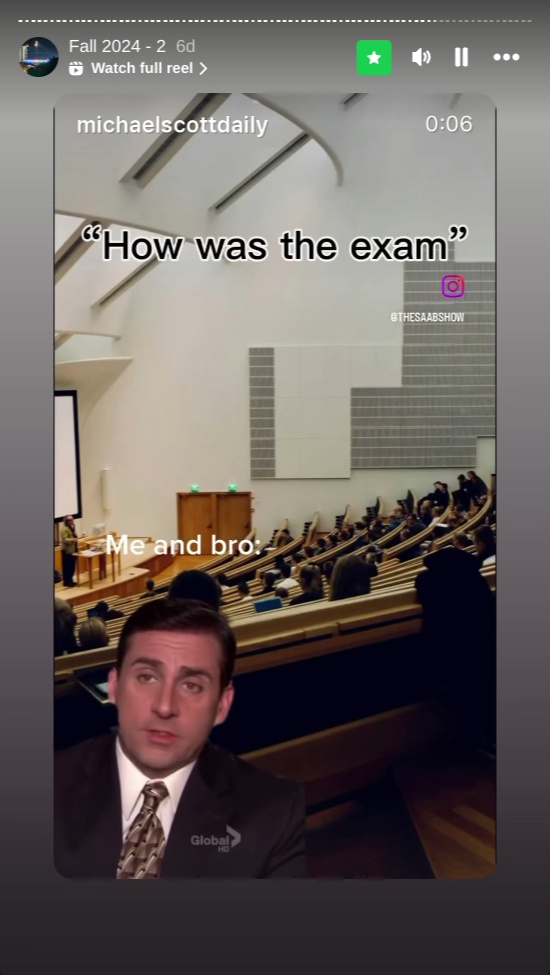 Fall 2024 - 2 6d
Watch full reel
michaelscottdaily 0:06
“How was the exam”
@THESAABSHOW
Me and bro:
Global
HD